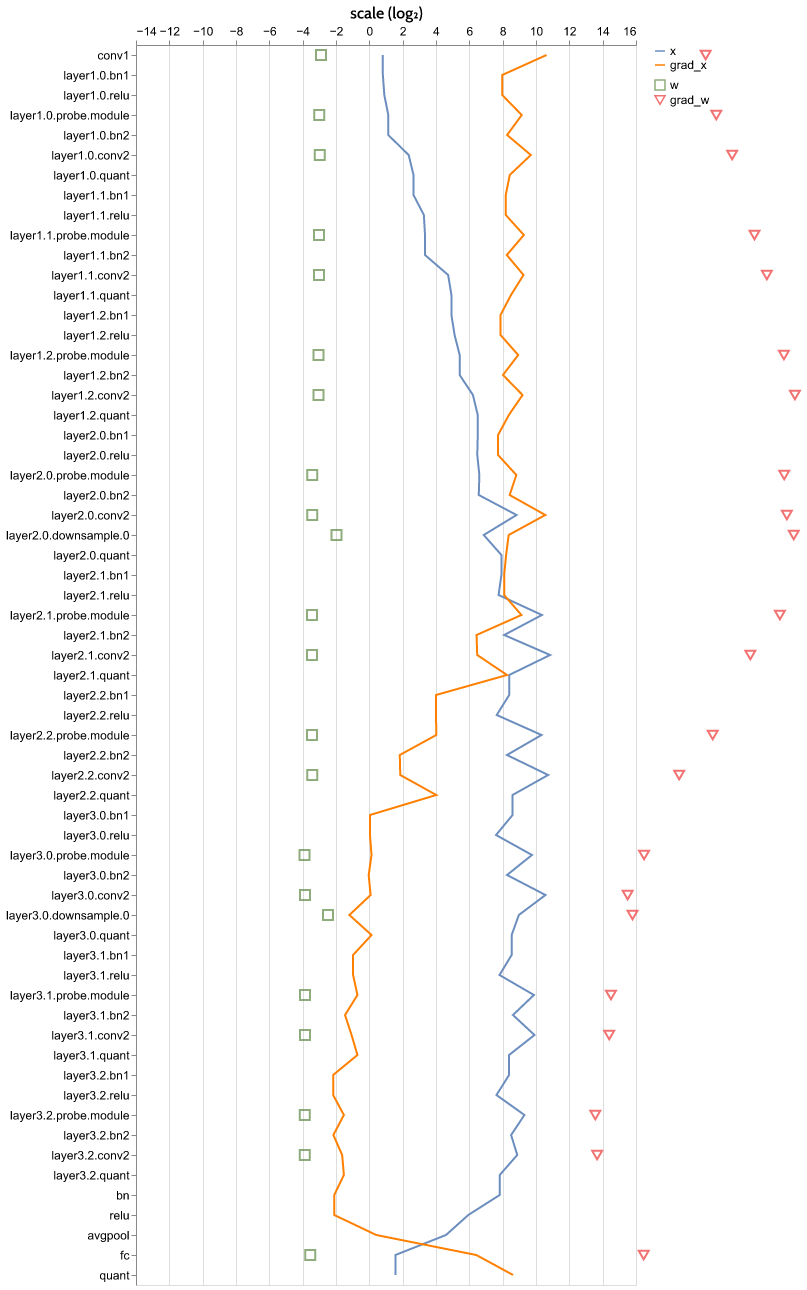 scale (log₂)
−14 −12 −10 −8 −6 −4 −2 0 2 4 6 8 10 12 14 16
x
grad_x
w
grad_w
conv1
layer1.0.bn1
layer1.0.relu
layer1.0.probe.module
layer1.0.bn2
layer1.0.conv2
layer1.0.quant
layer1.1.bn1
layer1.1.relu
layer1.1.probe.module
layer1.1.bn2
layer1.1.conv2
layer1.1.quant
layer1.2.bn1
layer1.2.relu
layer1.2.probe.module
layer1.2.bn2
layer1.2.conv2
layer1.2.quant
layer2.0.bn1
layer2.0.relu
layer2.0.probe.module
layer2.0.bn2
layer2.0.conv2
layer2.0.downsample.0
layer2.0.quant
layer2.1.bn1
layer2.1.relu
layer2.1.probe.module
layer2.1.bn2
layer2.1.conv2
layer2.1.quant
layer2.2.bn1
layer2.2.relu
layer2.2.probe.module
layer2.2.bn2
layer2.2.conv2
layer2.2.quant
layer3.0.bn1
layer3.0.relu
layer3.0.probe.module
layer3.0.bn2
layer3.0.conv2
layer3.0.downsample.0
layer3.0.quant
layer3.1.bn1
layer3.1.relu
layer3.1.probe.module
layer3.1.bn2
layer3.1.conv2
layer3.1.quant
layer3.2.bn1
layer3.2.relu
layer3.2.probe.module
layer3.2.bn2
layer3.2.conv2
layer3.2.quant
bn
relu
avgpool
fc
quant